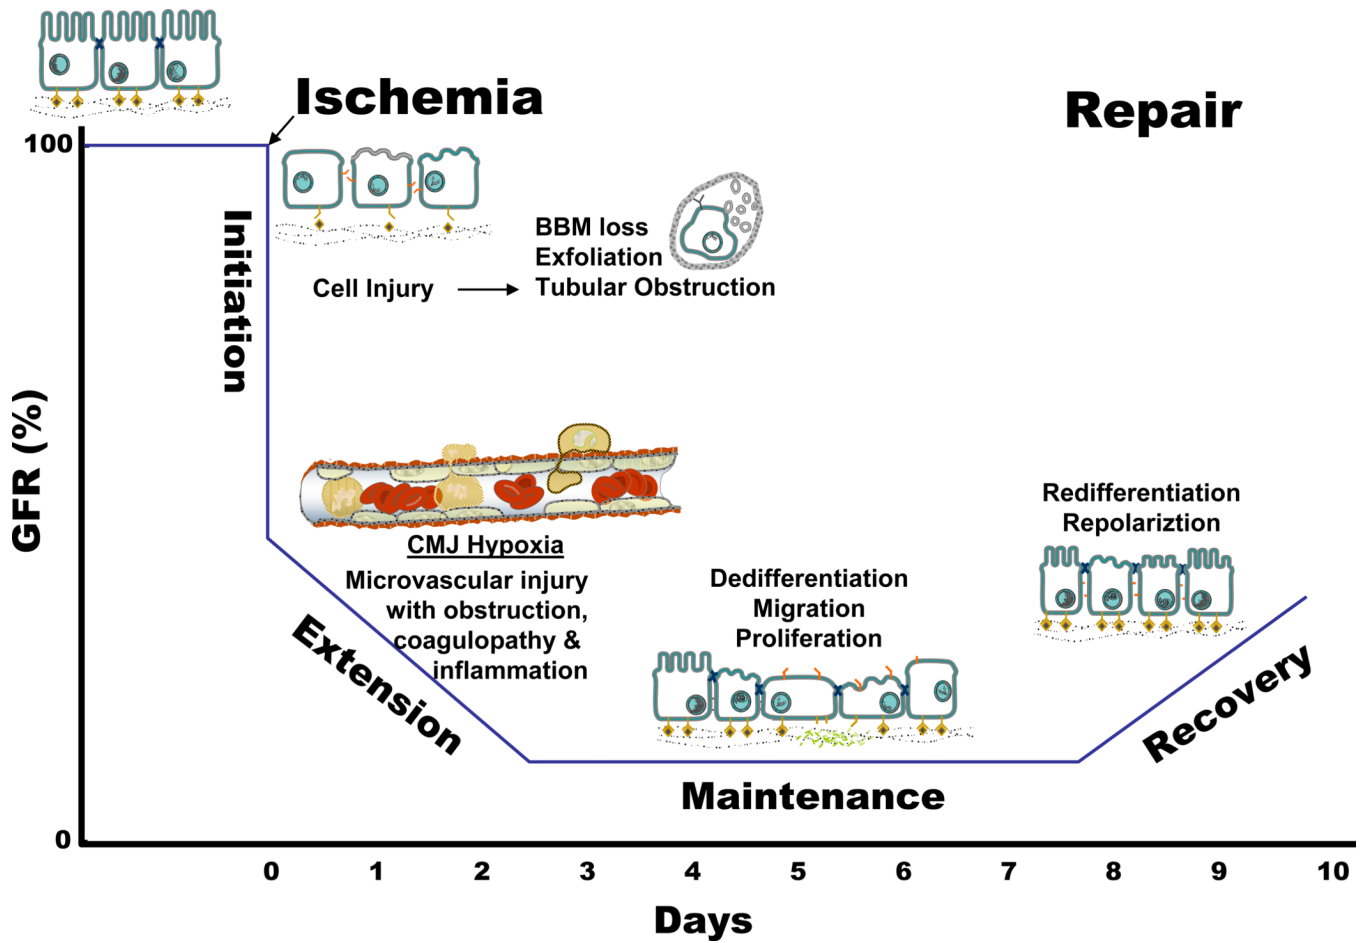 Ischemia
Repair
100
Initiation
BBM loss
Exfoliation
Cell Injury
Tubular Obstruction
GFR (%)
CMJ Hypoxia
Microvascular injury
with obstruction,
coagulopathy &
inflammation
Extension
Dedifferentiation
Migration
Proliferation
Redifferentiation
Repolariztion
Recovery
Maintenance
0
0 1 2 3 4 5 6 7 8 9 10
Days